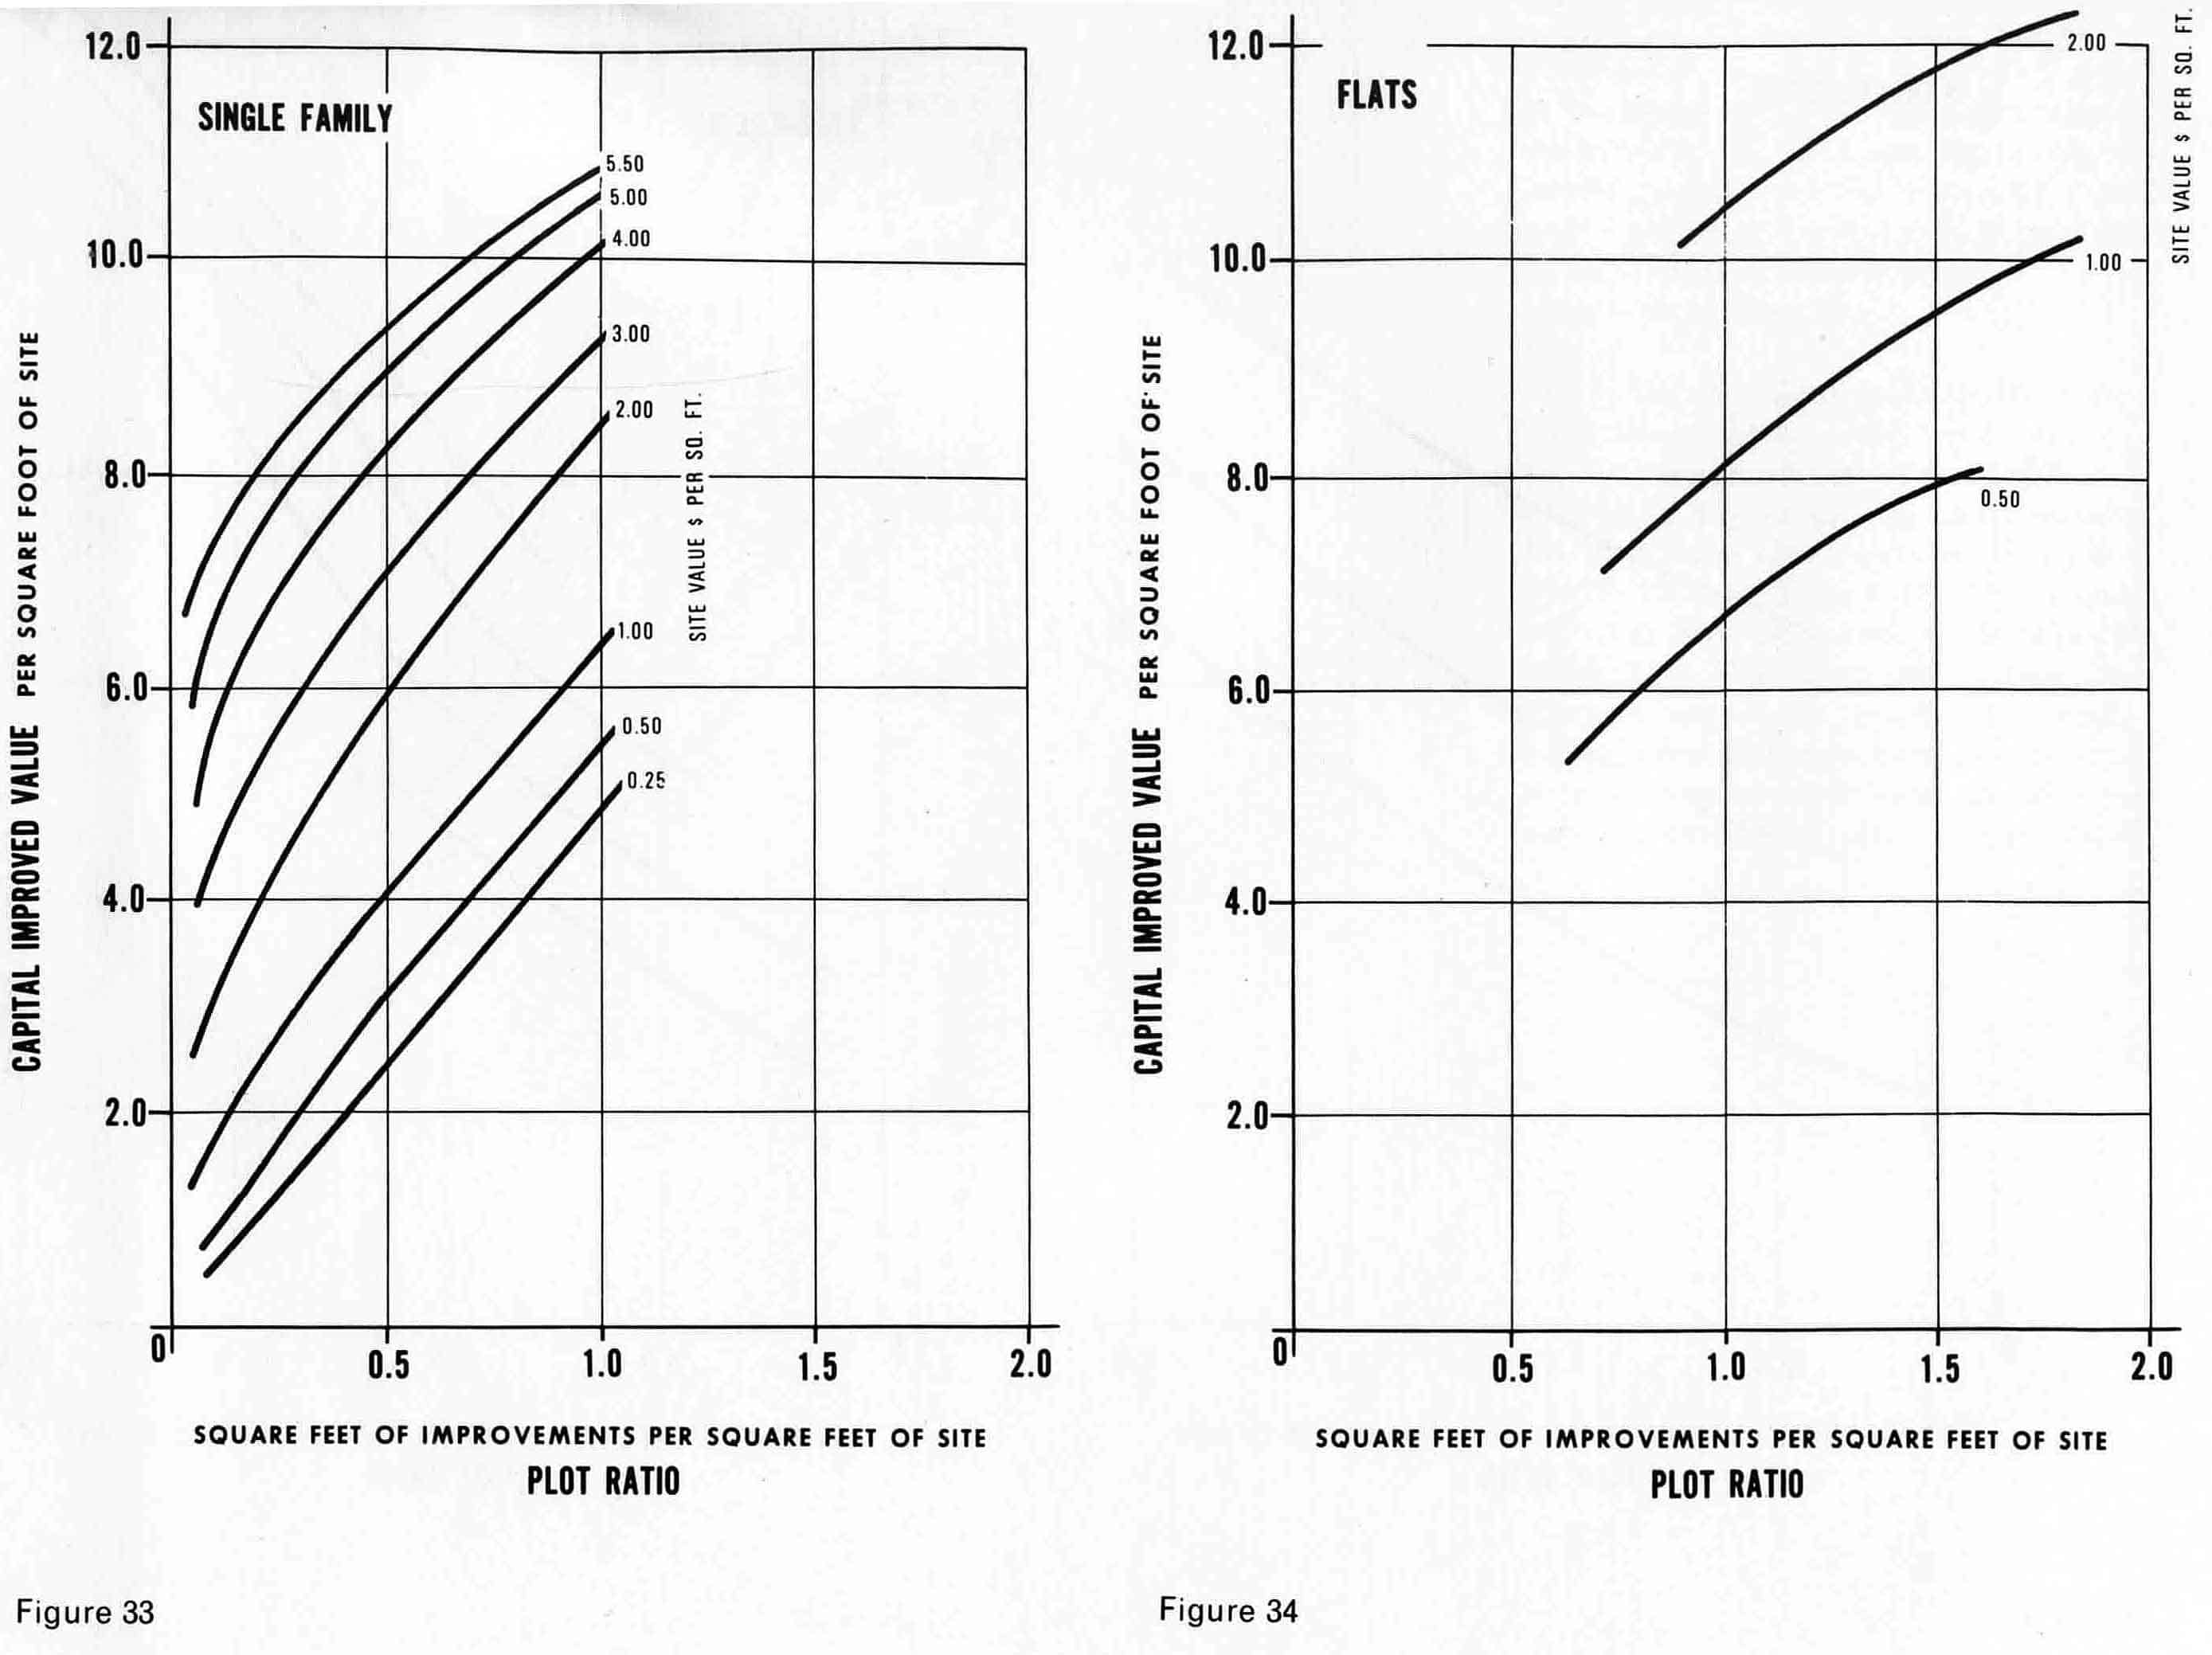 SINGLE FAMILY
CAPITAL IMPROVED VALUE PER SQUARE FOOT OF SITE
12.0
10.0
8.0
6.0
4.0
2.0
0
0.5
1.0
1.5
2.0
5.50
5.00
4.00
3.00
2.00
1.00
0.50
0.25
SITE VALUE $ PER SQ. FT.
SQUARE FEET OF IMPROVEMENTS PER SQUARE FEET OF SITE
PLOT RATIO
Figure 33
FLATS
CAPITAL IMPROVED VALUE PER SQUARE FOOT OF SITE
12.0
10.0
8.0
6.0
4.0
2.0
0
0.5
1.0
1.5
2.0
2.00
1.00
0.50
SITE VALUE $ PER SQ. FT.
SQUARE FEET OF IMPROVEMENTS PER SQUARE FEET OF SITE
PLOT RATIO
Figure 34